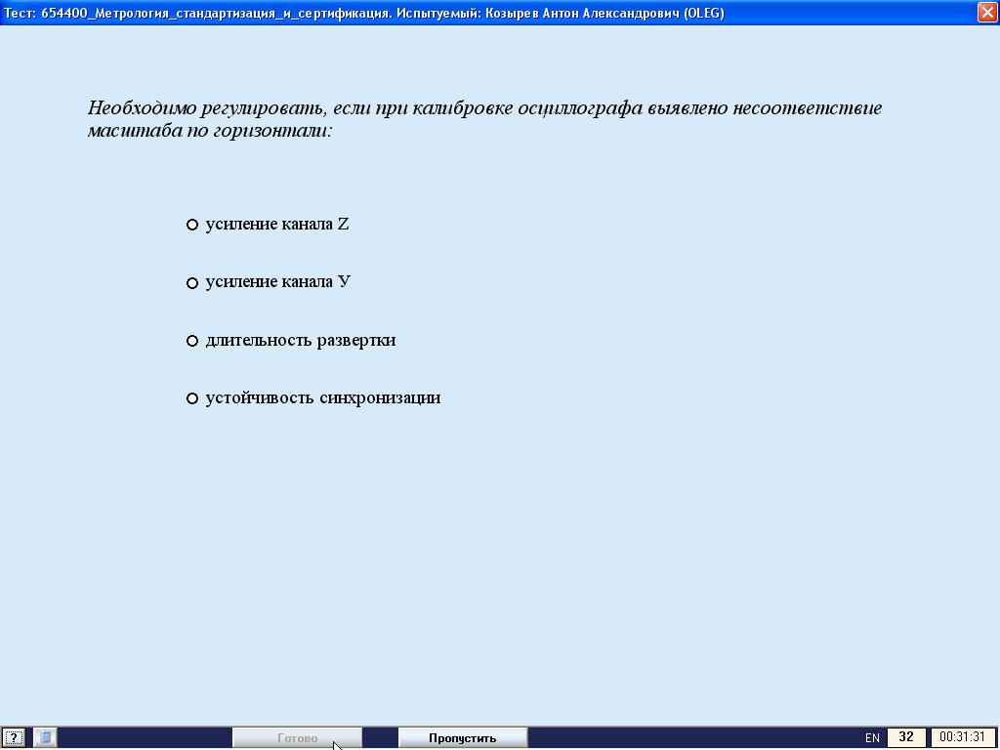 Тест: 654400_Метрология_стандартизация_и_сертификация. Испытуемый: Козырев Антон Александрович (OLEG)
Необходимо регулировать, если при калибровке осциллографа выявлено несоответствие
масштаба по горизонтали:
усиление канала Z
усиление канала У
длительность развертки
устойчивость синхронизации
? Готово Пропустить EN 32 00:31:31